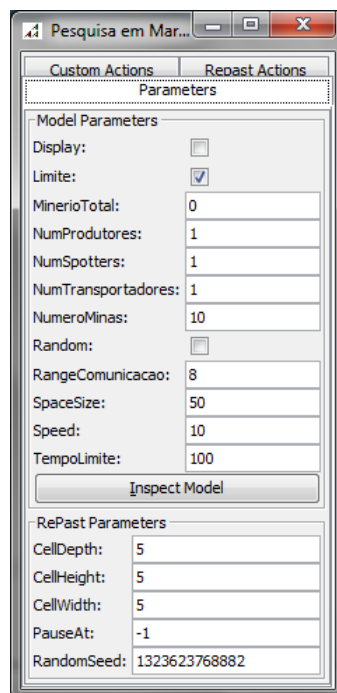 Pesquisa em Mar...
Custom Actions Repast Actions
Parameters
Model Parameters
Display:
Limite:
MinerioTotal: 0
NumProdutores: 1
NumSpotters: 1
NumTransportadores: 1
NumeroMinas: 10
Random:
RangeComunicacao: 8
SpaceSize: 50
Speed: 10
TempoLimite: 100
Inspect Model
RePast Parameters
CellDepth: 5
CellHeight: 5
CellWidth: 5
PauseAt: -1
RandomSeed: 1323623768882